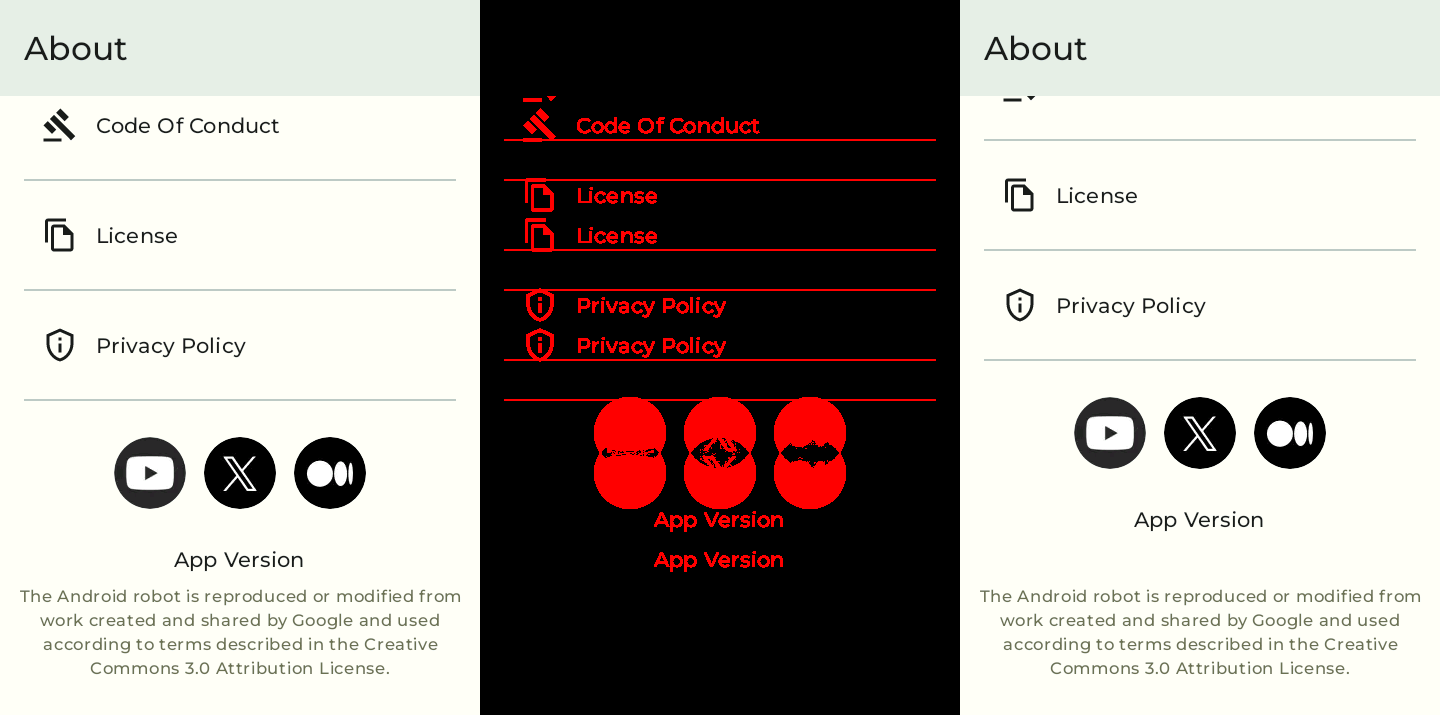 About
Code Of Conduct
License
Privacy Policy
App Version
The Android robot is reproduced or modified from
work created and shared by Google and used
according to terms described in the Creative
Commons 3.0 Attribution License.
Code Of Conduct
License
License
Privacy Policy
Privacy Policy
App Version
App Version
About
License
Privacy Policy
App Version
The Android robot is reproduced or modified from
work created and shared by Google and used
according to terms described in the Creative
Commons 3.0 Attribution License.